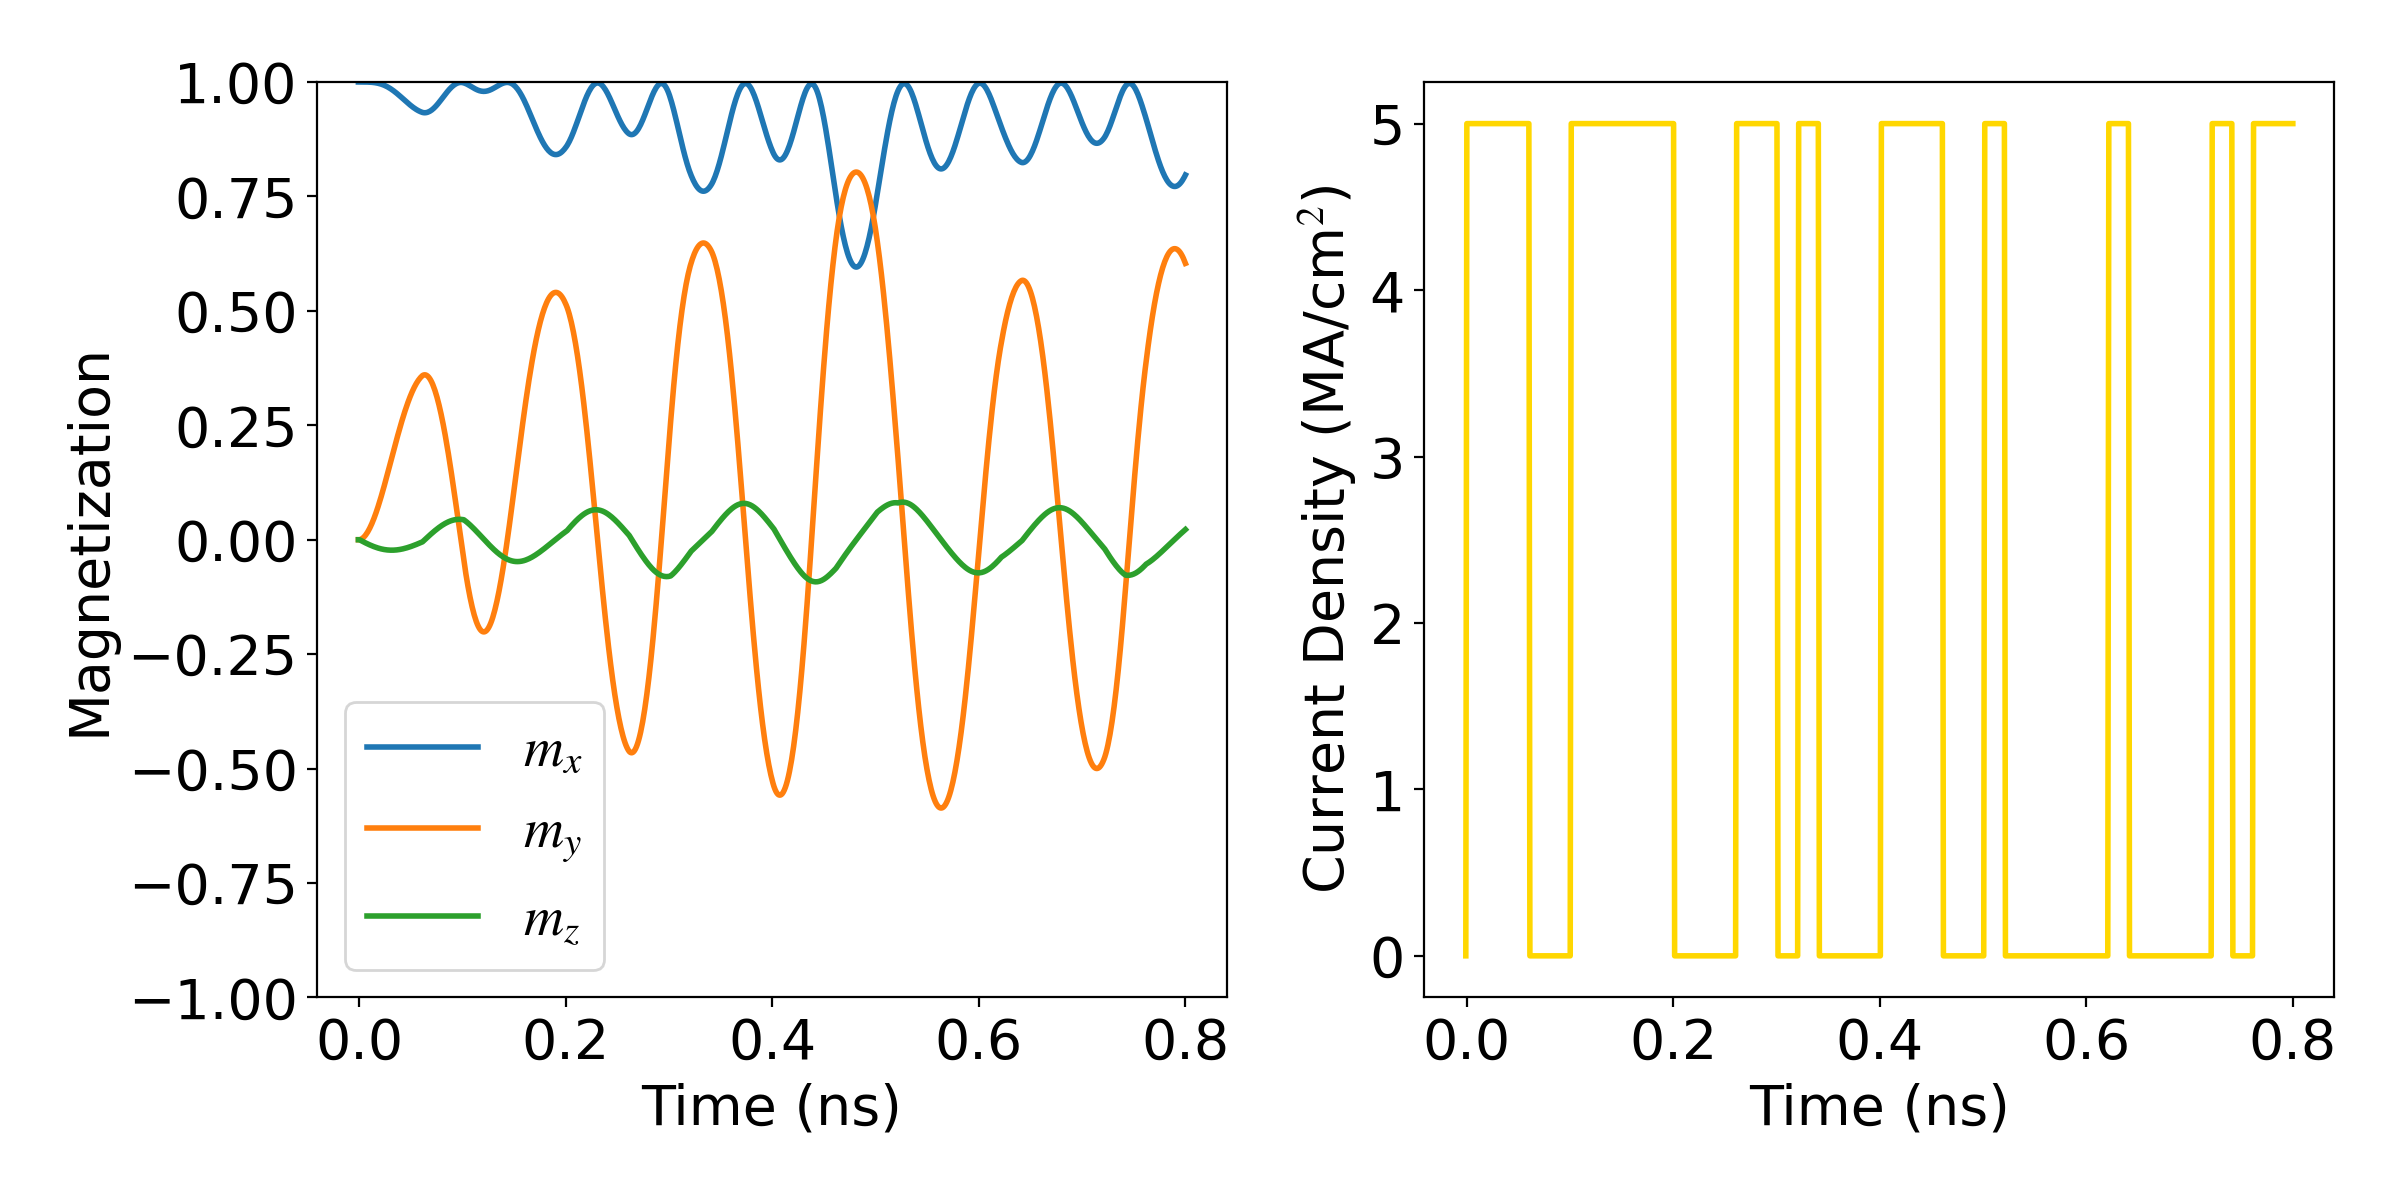 1.00
0.75
0.50
0.25
0.00
−0.25
−0.50
−0.75
−1.00
Magnetization
m_x
m_y
m_z
0.0 0.2 0.4 0.6 0.8
Time (ns)
5
4
3
2
1
0
Current Density (MA/cm²)
0.0 0.2 0.4 0.6 0.8
Time (ns)